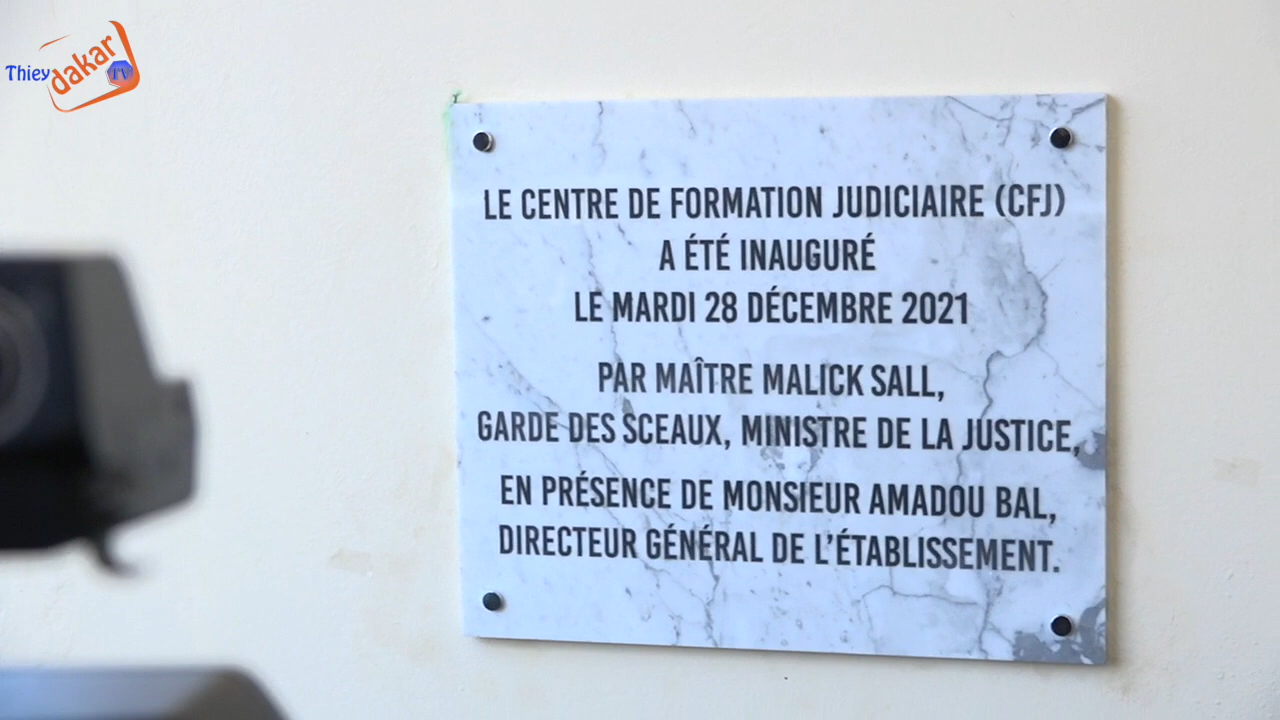 Thiey
dakar
TV
LE CENTRE DE FORMATION JUDICIAIRE (CFJ)
A ÉTÉ INAUGURÉ
LE MARDI 28 DÉCEMBRE 2021
PAR MAÎTRE MALICK SALL,
GARDE DES SCEAUX, MINISTRE DE LA JUSTICE,
EN PRÉSENCE DE MONSIEUR AMADOU BAL,
DIRECTEUR GÉNÉRAL DE L'ÉTABLISSEMENT.